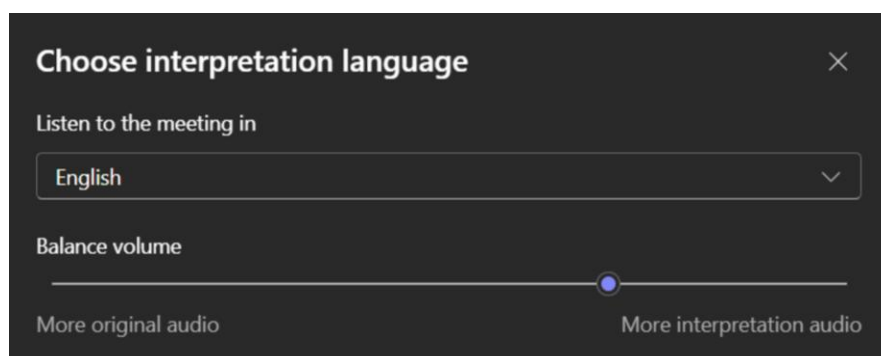 Choose interpretation language
Listen to the meeting in
English
Balance volume
More original audio
More interpretation audio